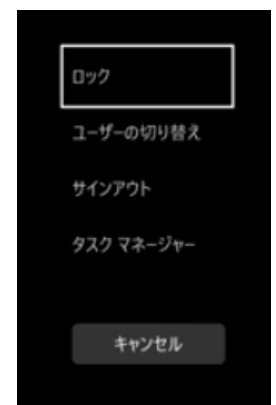 ロック
ユーザーの切り替え
サインアウト
タスク マネージャー
キャンセル